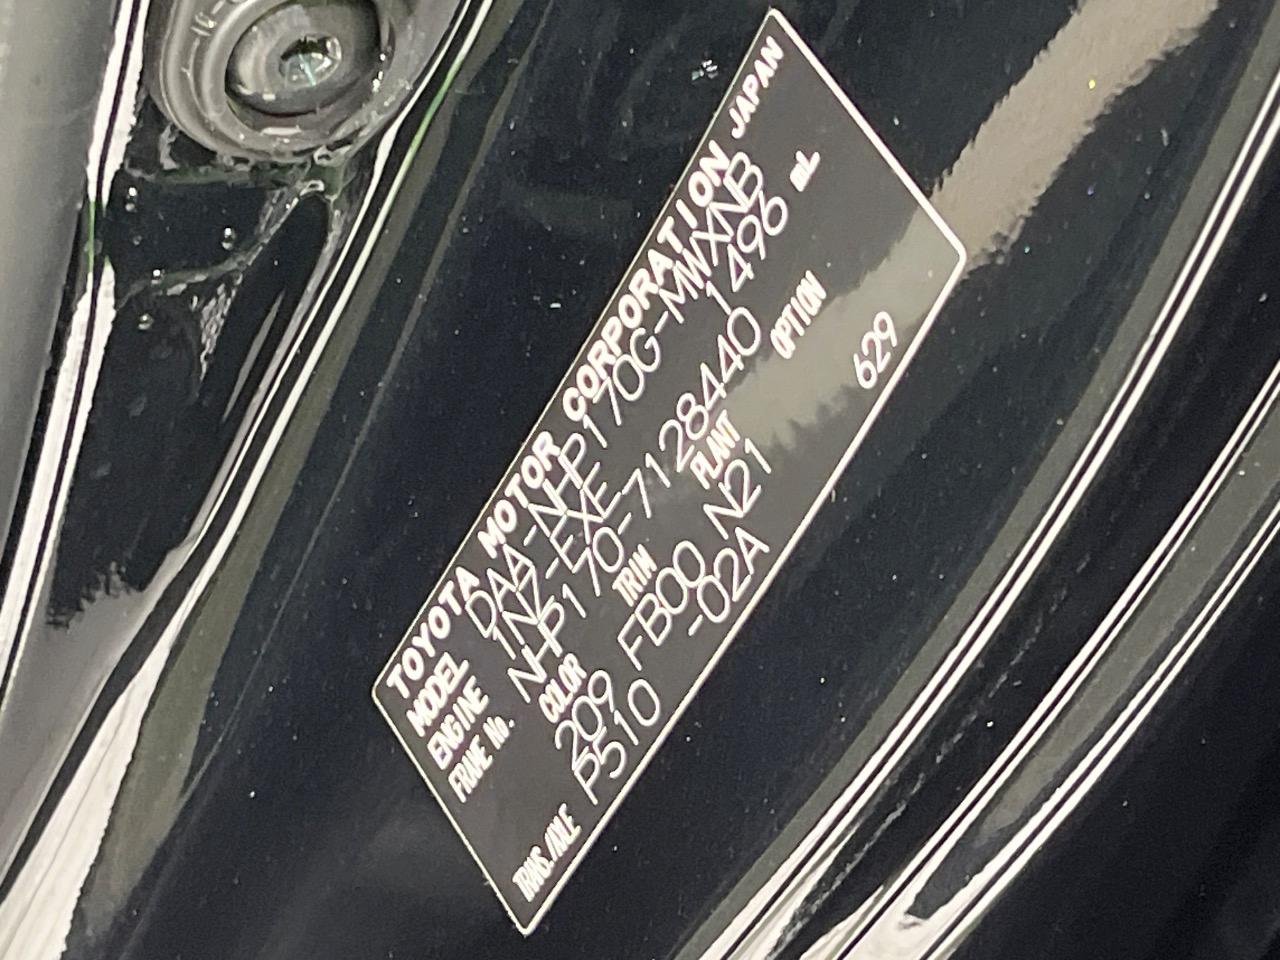 TOYOTA MOTOR CORPORATION JAPAN
MODEL DAA-NHP170G-MWXNB
ENGINE 1NZ-EXE 1496 mL
FRAME No. NHP170-7128440
COLOR TRIM PLANT OPTION
209 FB00 N21 629
TRANS./AXLE P510 -02A